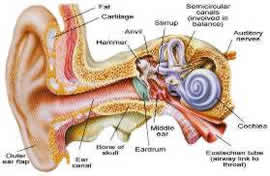 Fat
Cartilage
Anvil
Hammer
Stirrup
Semicircular
canals
(involved in
balance)
Auditory
nerves
Outer
ear flap
Ear
canal
Bone of
skull
Eardrum
Middle
ear
Eustachian tube
(airway link to
throat)
Cochlea